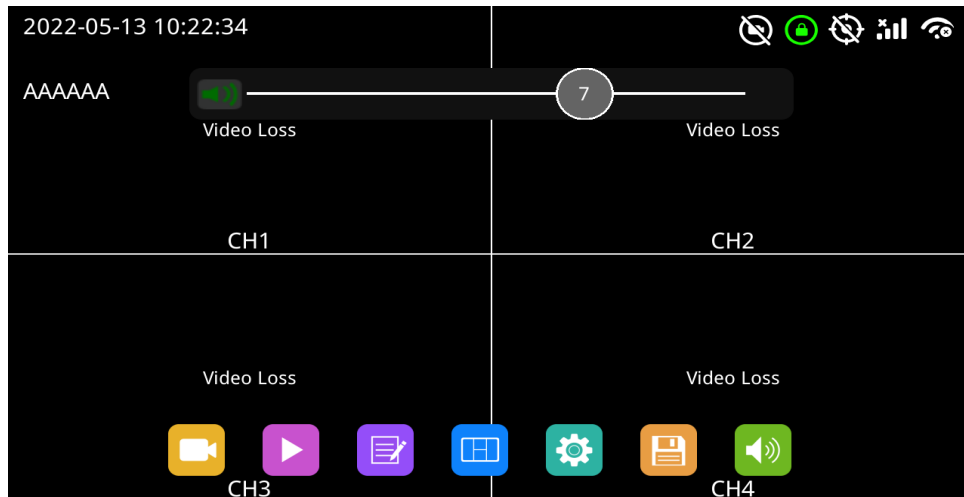 2022-05-13 10:22:34
AAAAAA
7
Video Loss
Video Loss
CH1
CH2
Video Loss
Video Loss
CH3
CH4